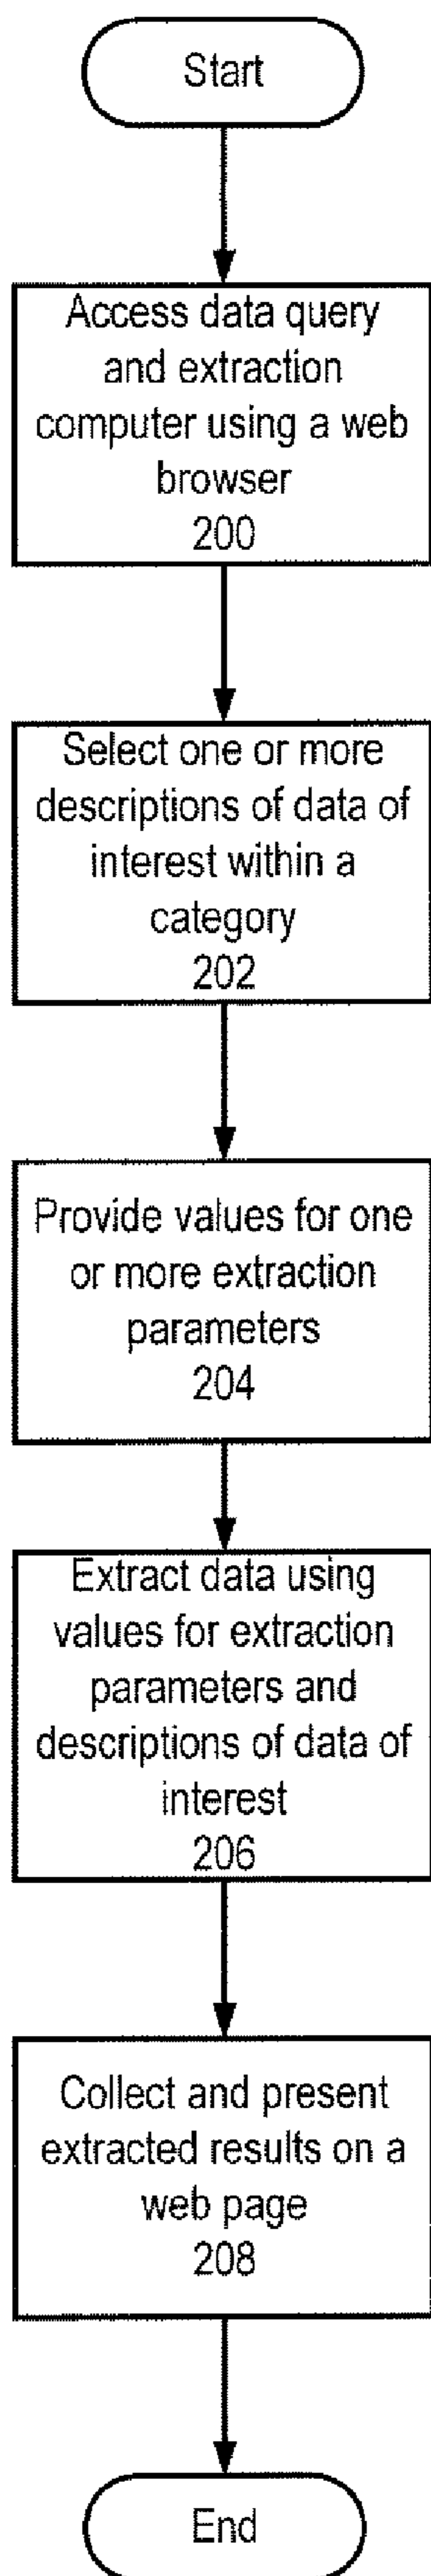 Start
Access data query
and extraction
computer using a web
browser
200
Select one or more
descriptions of data of
interest within a
category
202
Provide values for one
or more extraction
parameters
204
Extract data using
values for extraction
parameters and
descriptions of data of
interest
206
Collect and present
extracted results on a
web page
208
End